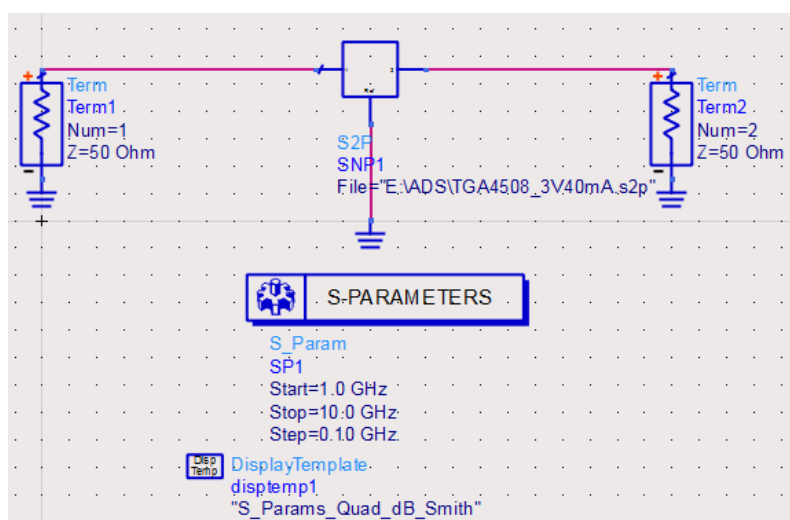 Term
Term1
Num=1
Z=50 Ohm
Ref
S2P
SNP1
File="E:\ADS\TGA4508_3V40mA.s2p"
Term
Term2
Num=2
Z=50 Ohm
S-PARAMETERS
S_Param
SP1
Start=1.0 GHz
Stop=10.0 GHz
Step=0.10 GHz
Disp
Temp
DisplayTemplate
disptemp1
"S_Params_Quad_dB_Smith"